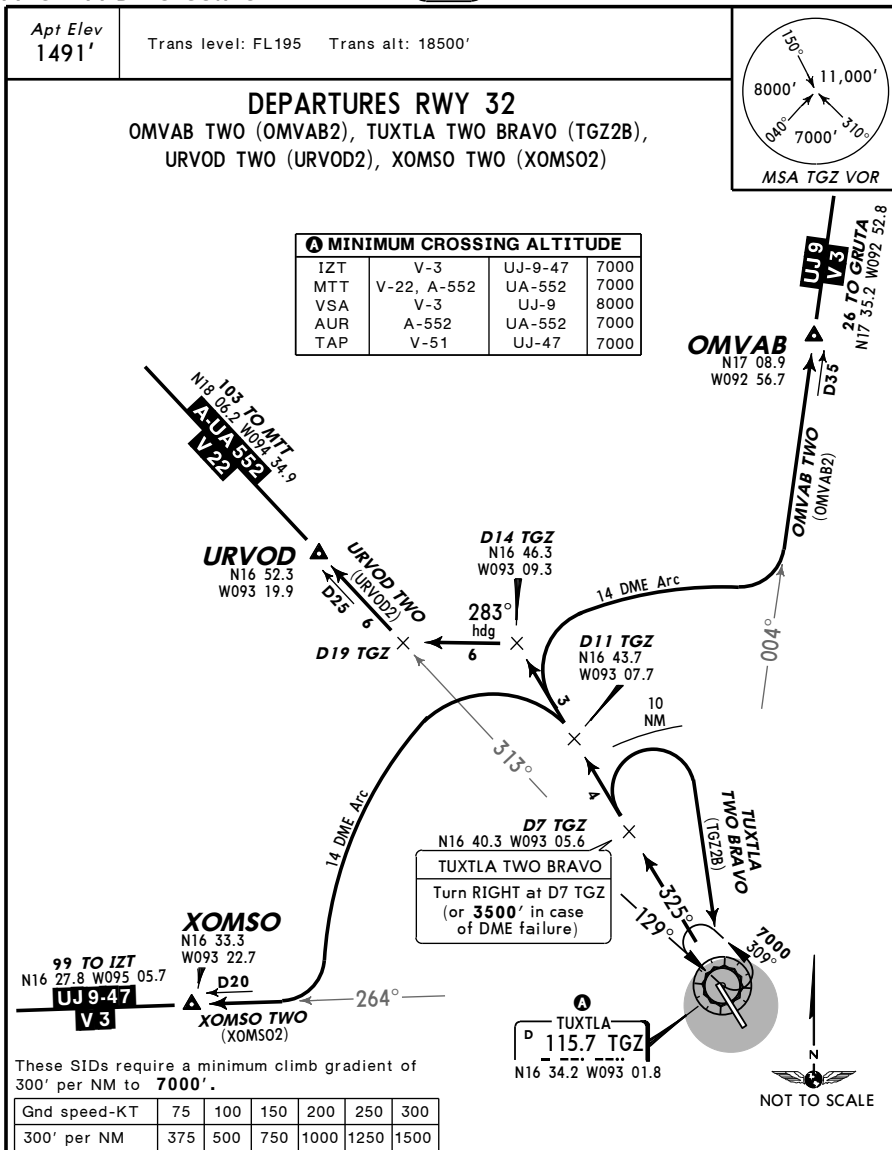 Apt Elev
1491'
Trans level: FL195 Trans alt: 18500'
150°
8000'
11,000'
040°
7000'
310°
MSA TGZ VOR
DEPARTURES RWY 32
OMVAB TWO (OMVAB2), TUXTLA TWO BRAVO (TGZ2B),
URVOD TWO (URVOD2), XOMSO TWO (XOMSO2)
A MINIMUM CROSSING ALTITUDE
IZT V-3 UJ-9-47 7000
MTT V-22, A-552 UA-552 7000
VSA V-3 UJ-9 8000
AUR A-552 UA-552 7000
TAP V-51 UJ-47 7000
UJ 9
V 3
26 TO GRUTA
N17 35.2 W092 52.8
OMVAB
N17 08.9
W092 56.7
D35
OMVAB TWO
(OMVAB2)
103 TO MTT
N18 06.2 W094 34.9
A-UA 552
V 22
URVOD
N16 52.3
W093 19.9
D25
6
URVOD TWO
(URVOD2)
D14 TGZ
N16 46.3
W093 09.3
283°
hdg
6
D19 TGZ
14 DME Arc
D11 TGZ
N16 43.7
W093 07.7
3
004°
10
NM
313°
4
14 DME Arc
D7 TGZ
N16 40.3 W093 05.6
TUXTLA TWO BRAVO
Turn RIGHT at D7 TGZ
(or 3500' in case
of DME failure)
TUXTLA
TWO BRAVO
(TGZ2B)
325°
129°
7000
309°
XOMSO
N16 33.3
W093 22.7
D20
99 TO IZT
N16 27.8 W095 05.7
UJ 9-47
V 3
XOMSO TWO
(XOMSO2)
264°
A
TUXTLA
D 115.7 TGZ
N16 34.2 W093 01.8
N
NOT TO SCALE
These SIDs require a minimum climb gradient of
300' per NM to 7000'.
Gnd speed-KT 75 100 150 200 250 300
300' per NM 375 500 750 1000 1250 1500